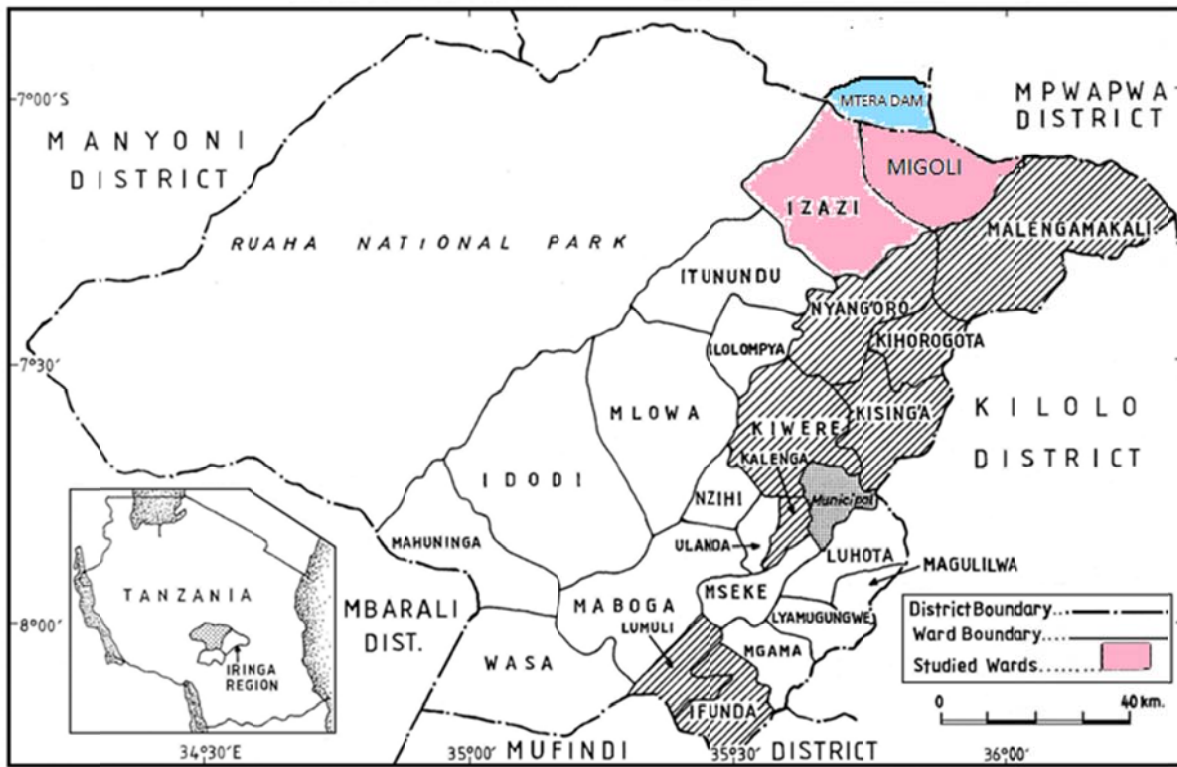 7°00'S
MTERA DAM
MPWAPWA
DISTRICT
MANYONI
DISTRICT
MIGOLI
IZAZI
MALENGAMAKALI
RUAHA NATIONAL PARK
ITUNUNDU
NYANG'ORO
KIHOROGOTA
ILOLOMPYA
7°30'
MLOWA
KISING'A
KILOLO
DISTRICT
KIWERE
KALENGA
IDODI
NZIHI
Municipal
MAHUNINGA
ULANDA
LUHOTA
MAGULILWA
TANZANIA
IRINGA
REGION
MBARALI
DIST.
MABOGA
MSEKE
LYAMUGUNGWE
LUMULI
8°00'
WASA
MGAMA
IFUNDA
District Boundary
Ward Boundary
Studied Wards
0 40 km.
MUFINDI DISTRICT
34°30'E 35°00' 35°30' 36°00'